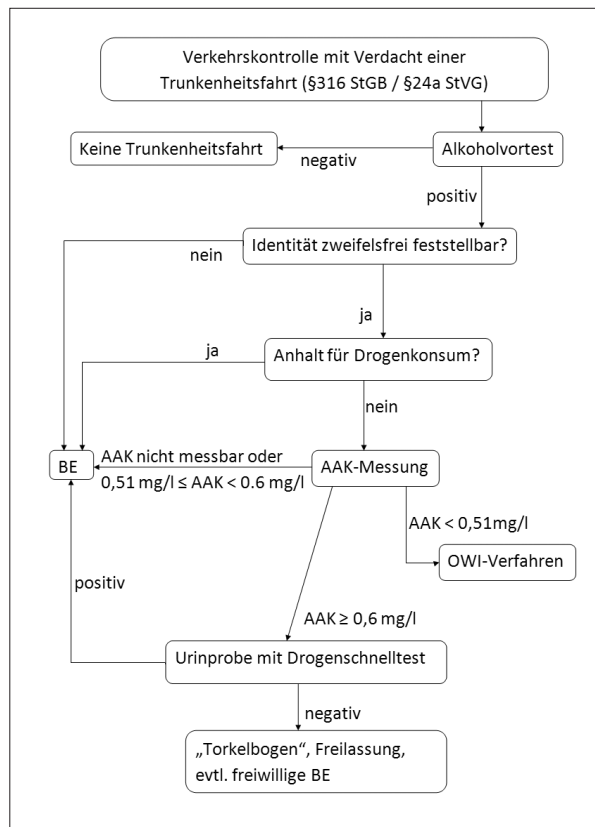 Verkehrskontrolle mit Verdacht einer
Trunkenheitsfahrt (§316 StGB / §24a StVG)
Keine Trunkenheitsfahrt
negativ
Alkoholvortest
positiv
Identität zweifelsfrei feststellbar?
nein
ja
ja
Anhalt für Drogenkonsum?
nein
BE
AAK nicht messbar oder
0,51 mg/l ≤ AAK < 0.6 mg/l
AAK-Messung
AAK < 0,51mg/l
OWI-Verfahren
positiv
AAK ≥ 0,6 mg/l
Urinprobe mit Drogenschnelltest
negativ
„Torkelbogen“, Freilassung,
evtl. freiwillige BE